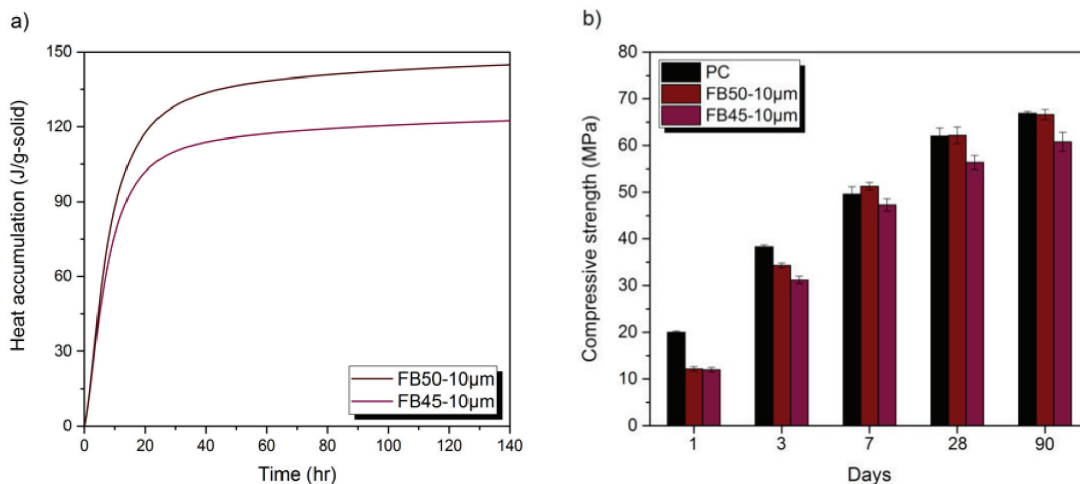 a)
Heat accumulation (J/g-solid)
150
120
90
60
30
0
0 20 40 60 80 100 120 140
Time (hr)
FB50-10µm
FB45-10µm
b)
Compressive strength (MPa)
80
70
60
50
40
30
20
10
0
PC
FB50-10µm
FB45-10µm
1 3 7 28 90
Days